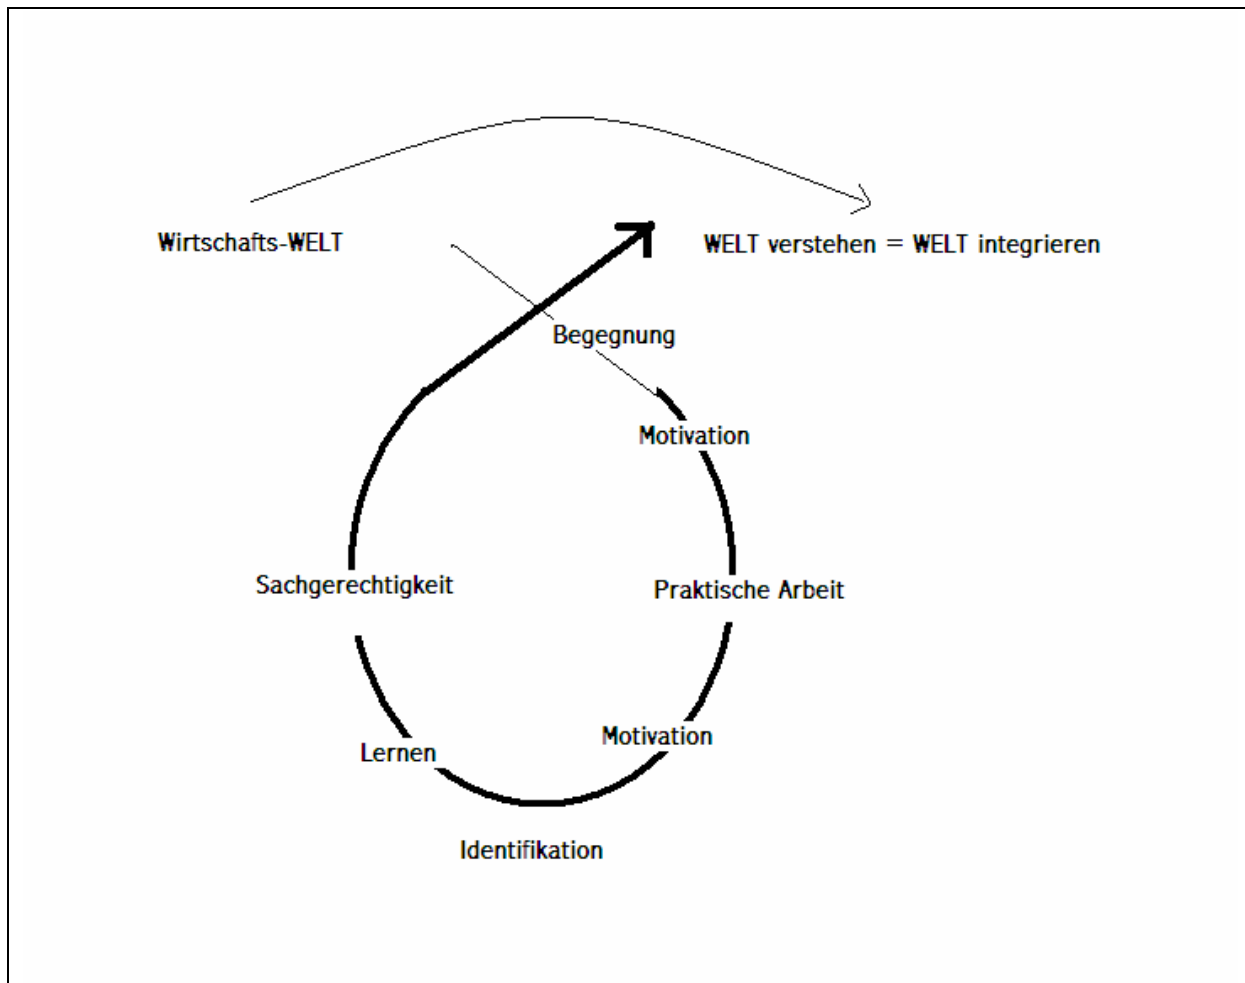 Wirtschafts-WELT
WELT verstehen = WELT integrieren
Begegnung
Motivation
Sachgerechtigkeit
Praktische Arbeit
Motivation
Lernen
Identifikation